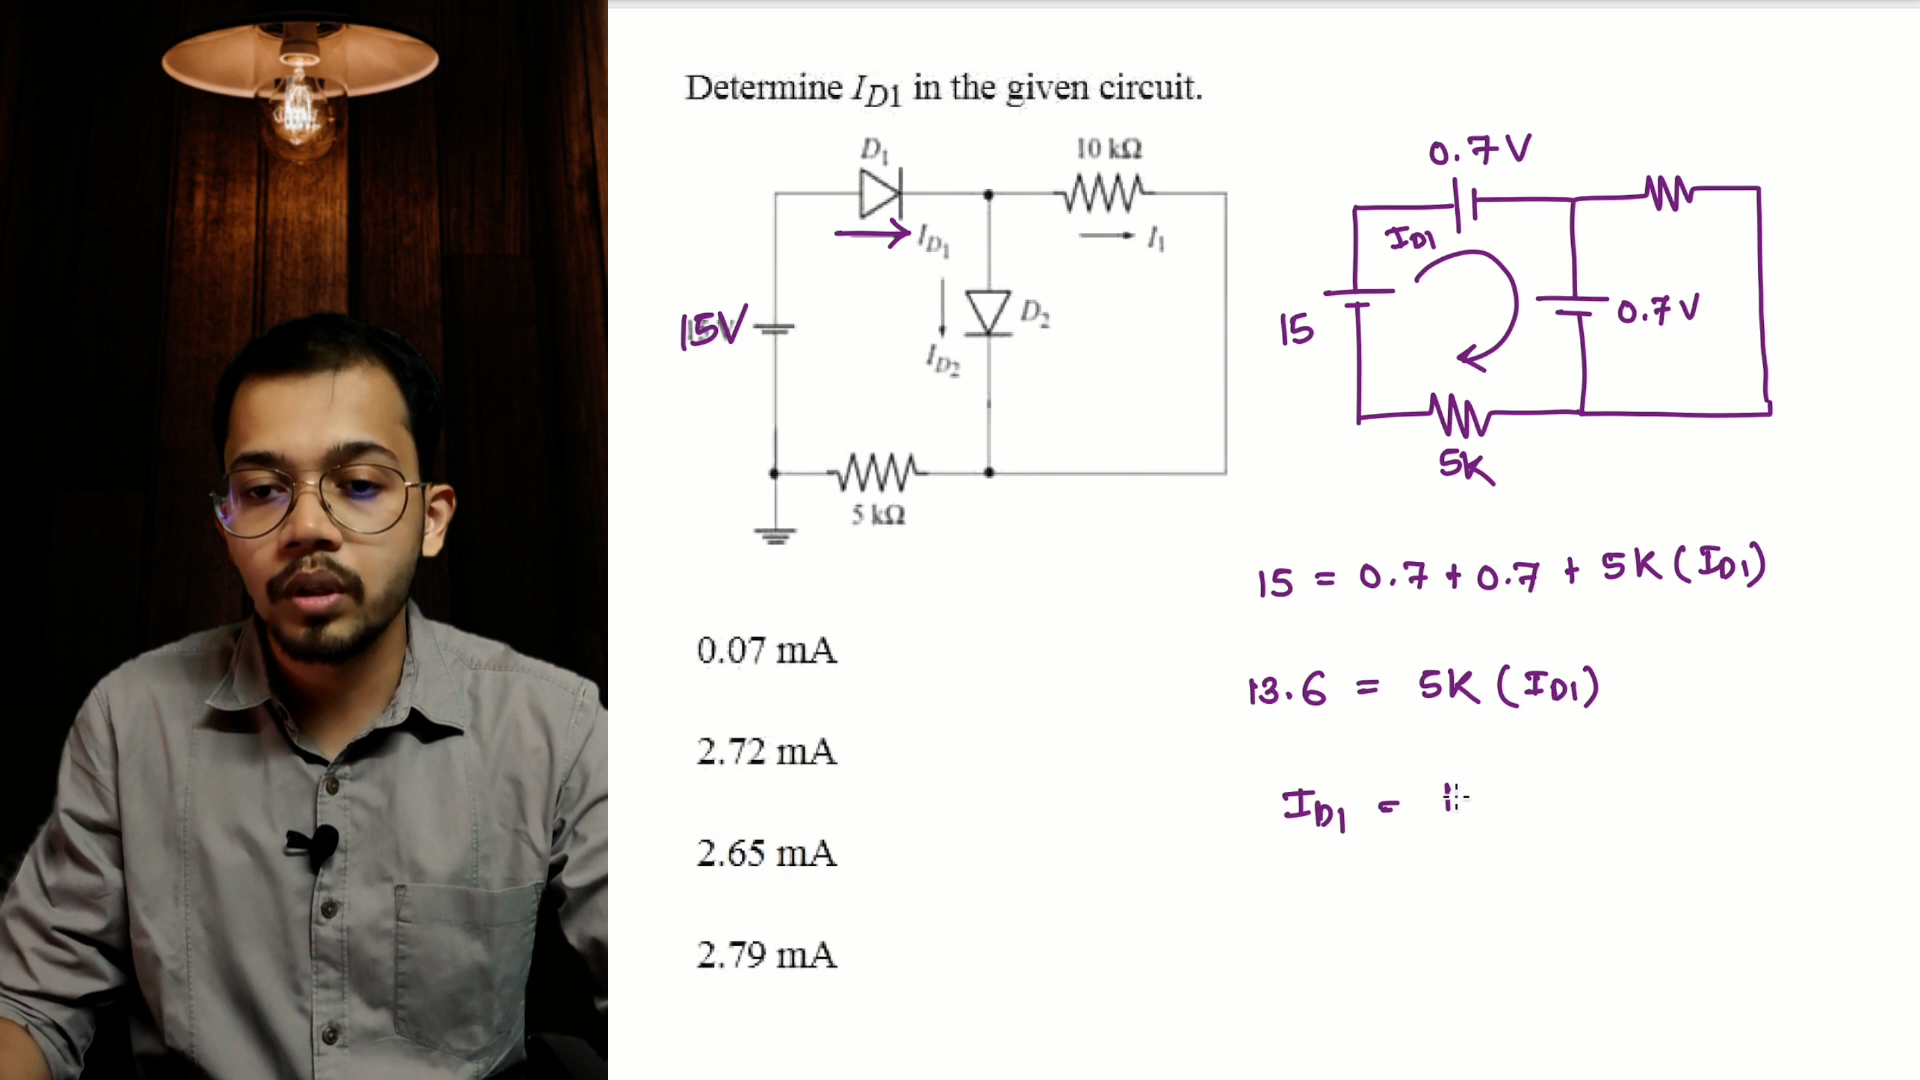 Determine I_D1 in the given circuit.
D₁
10 kΩ
I_D₁
I₁
15V
D₂
I_D₂
5 kΩ
0.7 V
I_D1
15
0.7 V
5K
15 = 0.7 + 0.7 + 5K (I_D1)
13.6 = 5K (I_D1)
I_D1 =
0.07 mA
2.72 mA
2.65 mA
2.79 mA